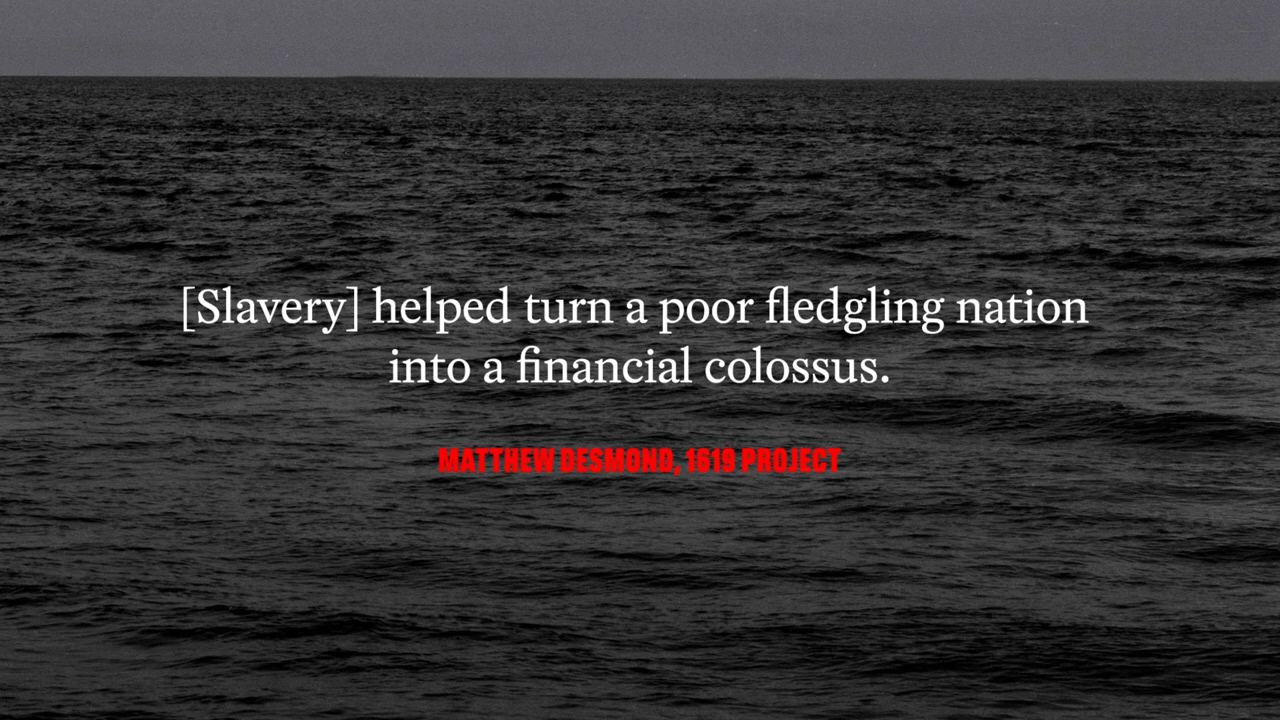 [Slavery] helped turn a poor fledgling nation
into a financial colossus.
MATTHEW DESMOND, 1619 PROJECT